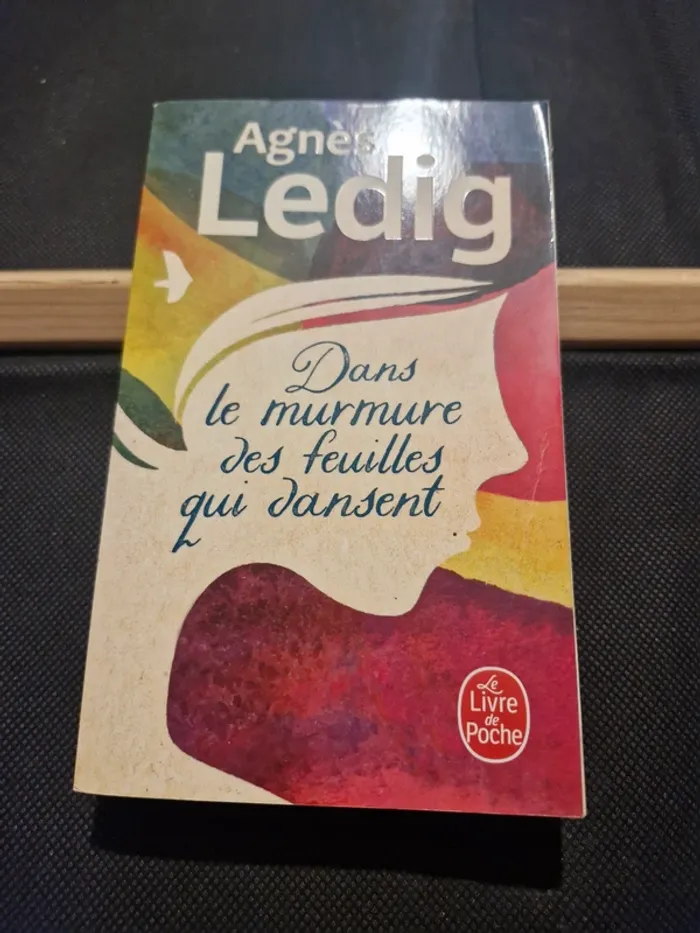 Agnès
Ledig
Dans
le murmure
des feuilles
qui dansent
Le
Livre
de
Poche